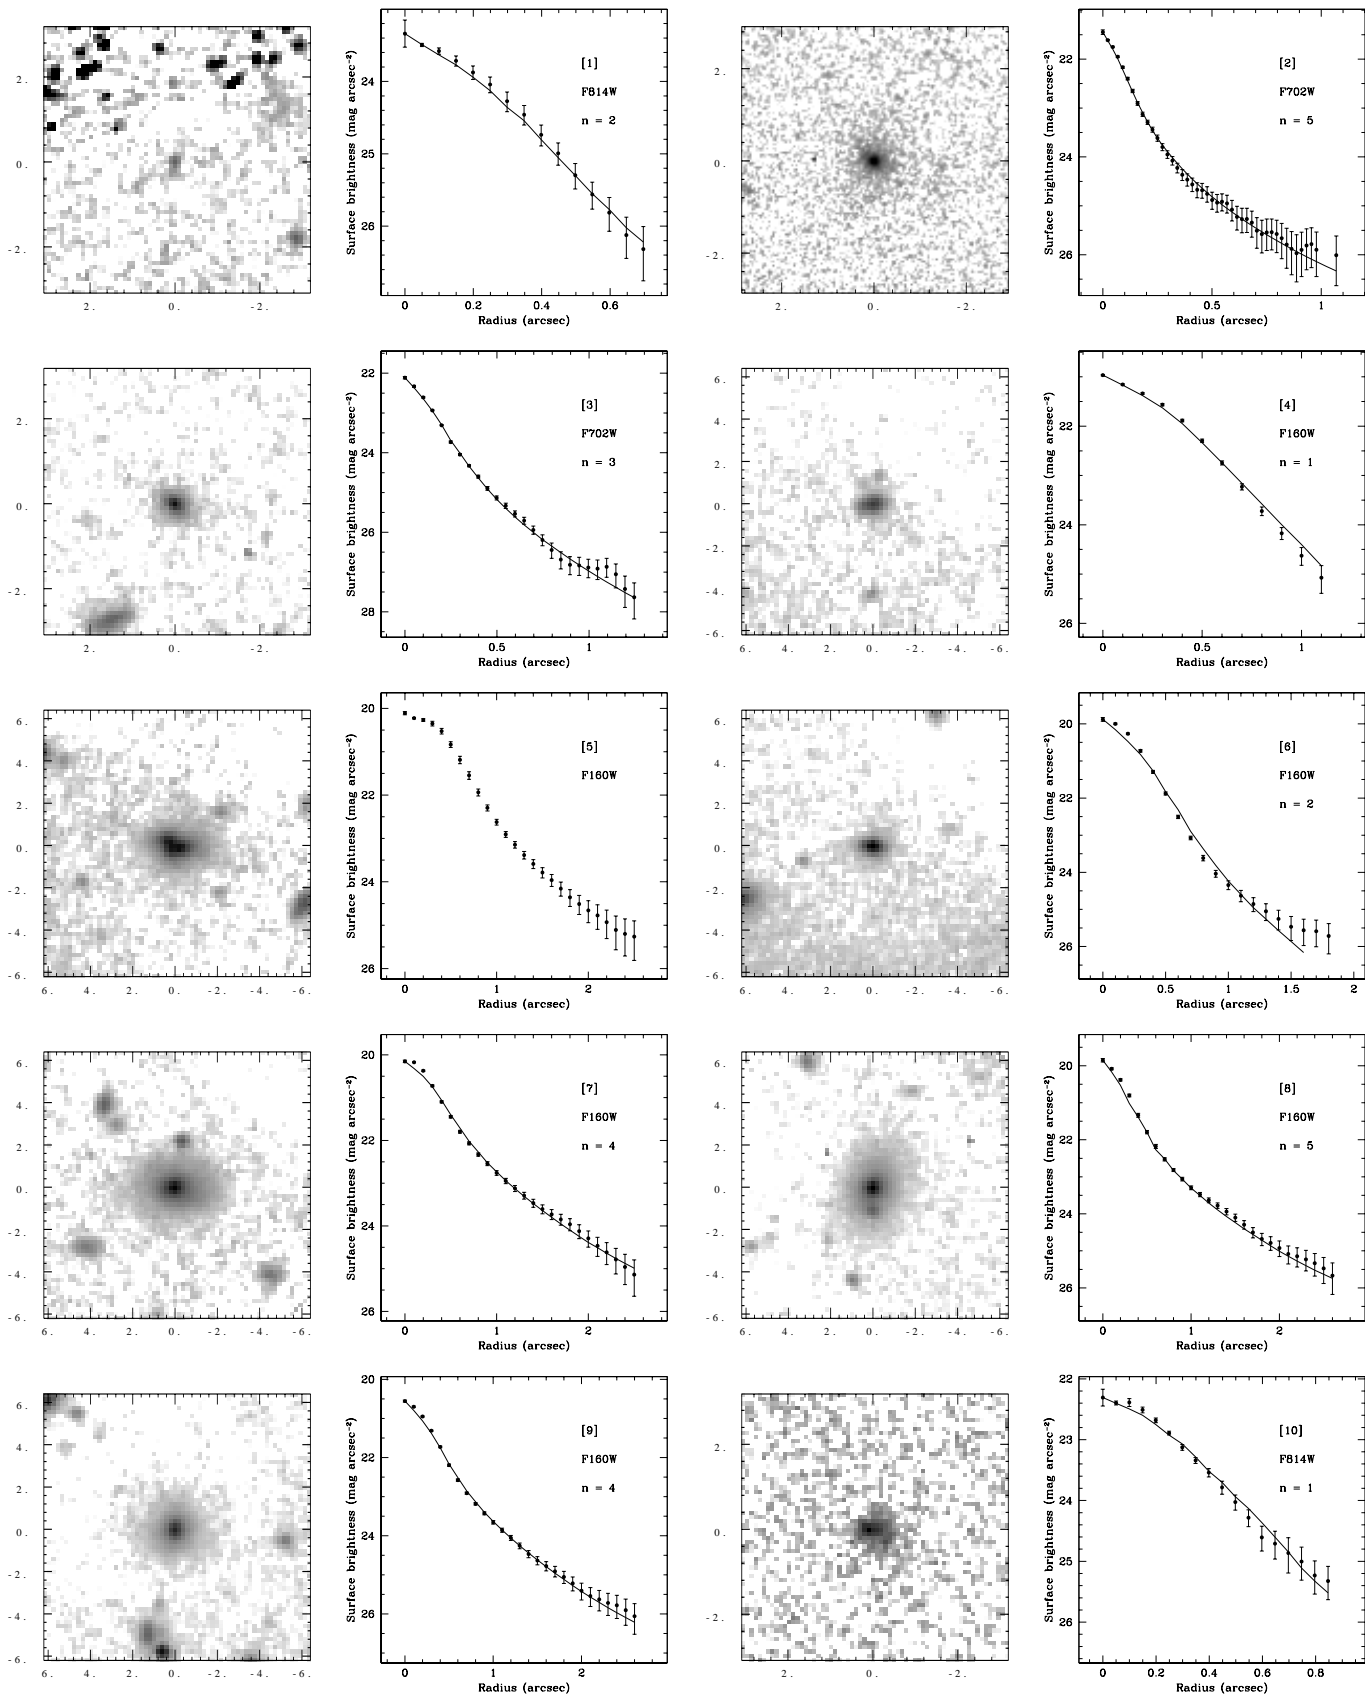 2.
0.
-2.
2. 0. -2.
Surface brightness (mag arcsec⁻²)
24
25
26
[1]
F814W
n = 2
0 0.2 0.4 0.6
Radius (arcsec)
2.
0.
-2.
2. 0. -2.
Surface brightness (mag arcsec⁻²)
22
24
26
[2]
F702W
n = 5
0 0.5 1
Radius (arcsec)
2.
0.
-2.
2. 0. -2.
Surface brightness (mag arcsec⁻²)
22
24
26
28
[3]
F702W
n = 3
0 0.5 1
Radius (arcsec)
6.
4.
2.
0.
-2.
-4.
-6.
6. 4. 2. 0. -2. -4. -6.
Surface brightness (mag arcsec⁻²)
22
24
26
[4]
F160W
n = 1
0 0.5 1
Radius (arcsec)
6.
4.
2.
0.
-2.
-4.
-6.
6. 4. 2. 0. -2. -4. -6.
Surface brightness (mag arcsec⁻²)
20
22
24
26
[5]
F160W
0 1 2
Radius (arcsec)
6.
4.
2.
0.
-2.
-4.
-6.
6. 4. 2. 0. -2. -4. -6.
Surface brightness (mag arcsec⁻²)
20
22
24
26
[6]
F160W
n = 2
0 0.5 1 1.5 2
Radius (arcsec)
6.
4.
2.
0.
-2.
-4.
-6.
6. 4. 2. 0. -2. -4. -6.
Surface brightness (mag arcsec⁻²)
20
22
24
26
[7]
F160W
n = 4
0 1 2
Radius (arcsec)
6.
4.
2.
0.
-2.
-4.
-6.
6. 4. 2. 0. -2. -4. -6.
Surface brightness (mag arcsec⁻²)
20
22
24
26
[8]
F160W
n = 5
0 1 2
Radius (arcsec)
6.
4.
2.
0.
-2.
-4.
-6.
6. 4. 2. 0. -2. -4. -6.
Surface brightness (mag arcsec⁻²)
20
22
24
26
[9]
F160W
n = 4
0 1 2
Radius (arcsec)
2.
0.
-2.
2. 0. -2.
Surface brightness (mag arcsec⁻²)
22
23
24
25
26
[10]
F814W
n = 1
0 0.2 0.4 0.6 0.8
Radius (arcsec)